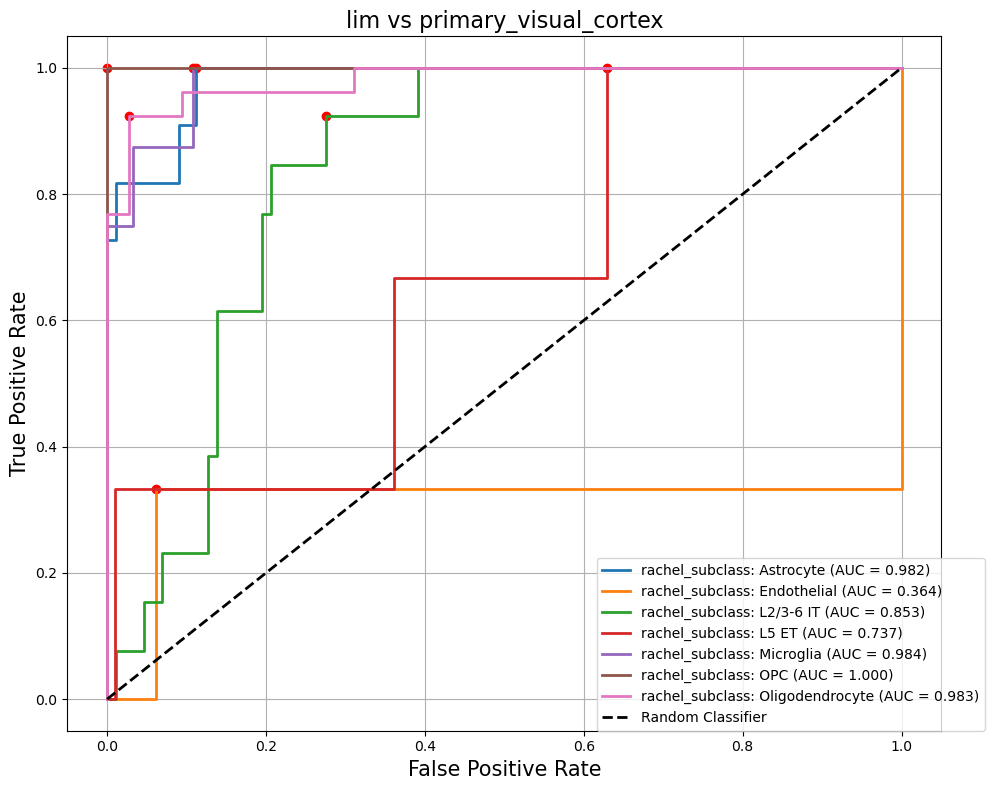 lim vs primary_visual_cortex
True Positive Rate
1.0
0.8
0.6
0.4
0.2
0.0
rachel_subclass: Astrocyte (AUC = 0.982)
rachel_subclass: Endothelial (AUC = 0.364)
rachel_subclass: L2/3-6 IT (AUC = 0.853)
rachel_subclass: L5 ET (AUC = 0.737)
rachel_subclass: Microglia (AUC = 0.984)
rachel_subclass: OPC (AUC = 1.000)
rachel_subclass: Oligodendrocyte (AUC = 0.983)
Random Classifier
0.0 0.2 0.4 0.6 0.8 1.0
False Positive Rate